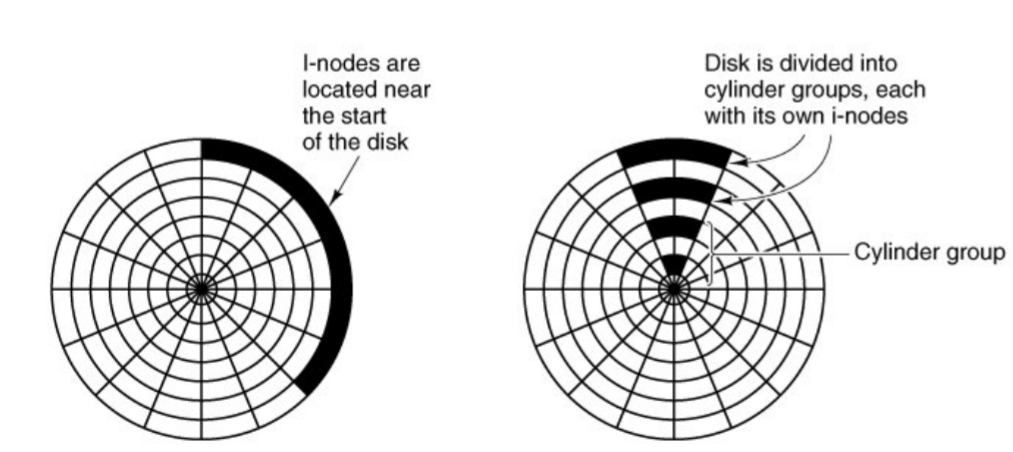 I-nodes are
located near
the start
of the disk
Disk is divided into
cylinder groups, each
with its own i-nodes
Cylinder group